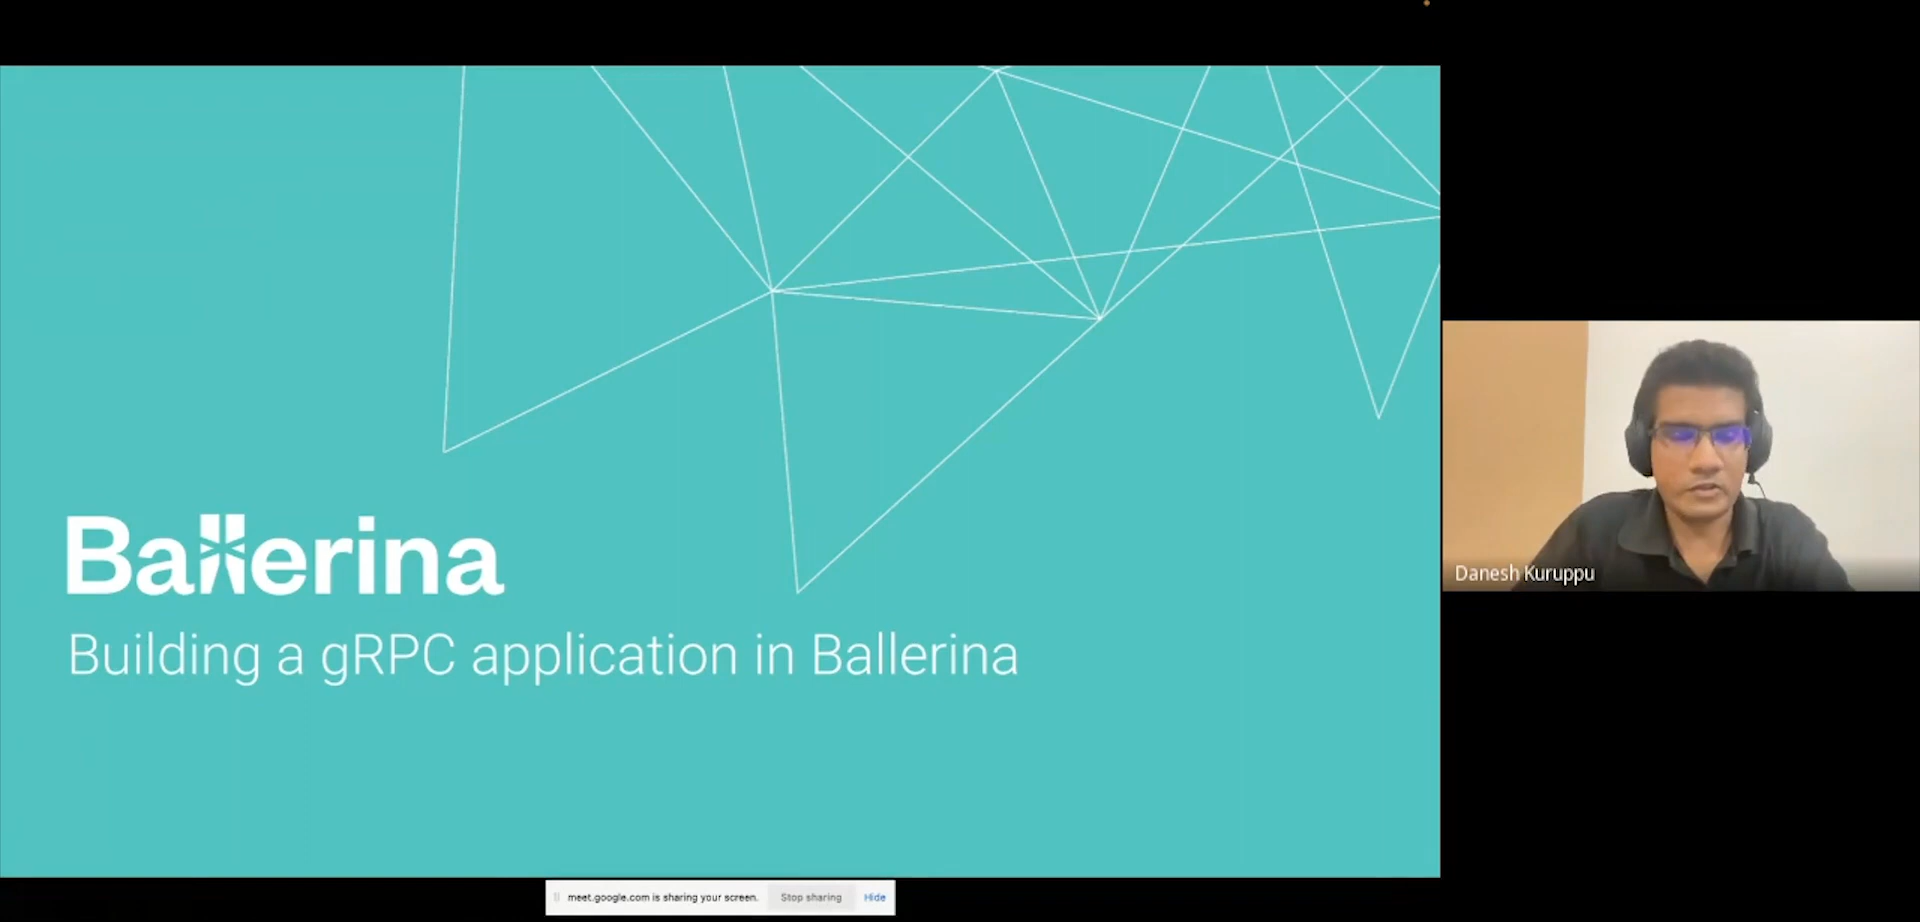 Ballerina
Building a gRPC application in Ballerina
Danesh Kuruppu
meet.google.com is sharing your screen. Stop sharing Hide